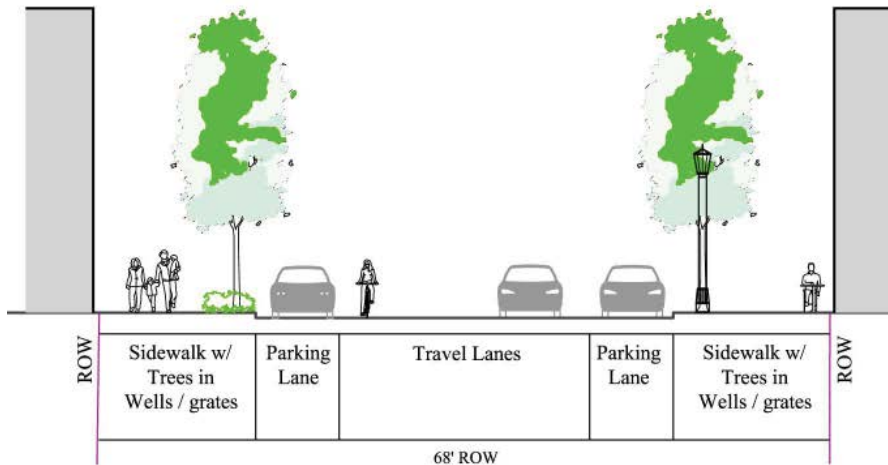 ROW
Sidewalk w/
Trees in
Wells / grates
Parking
Lane
Travel Lanes
Parking
Lane
Sidewalk w/
Trees in
Wells / grates
ROW
68' ROW